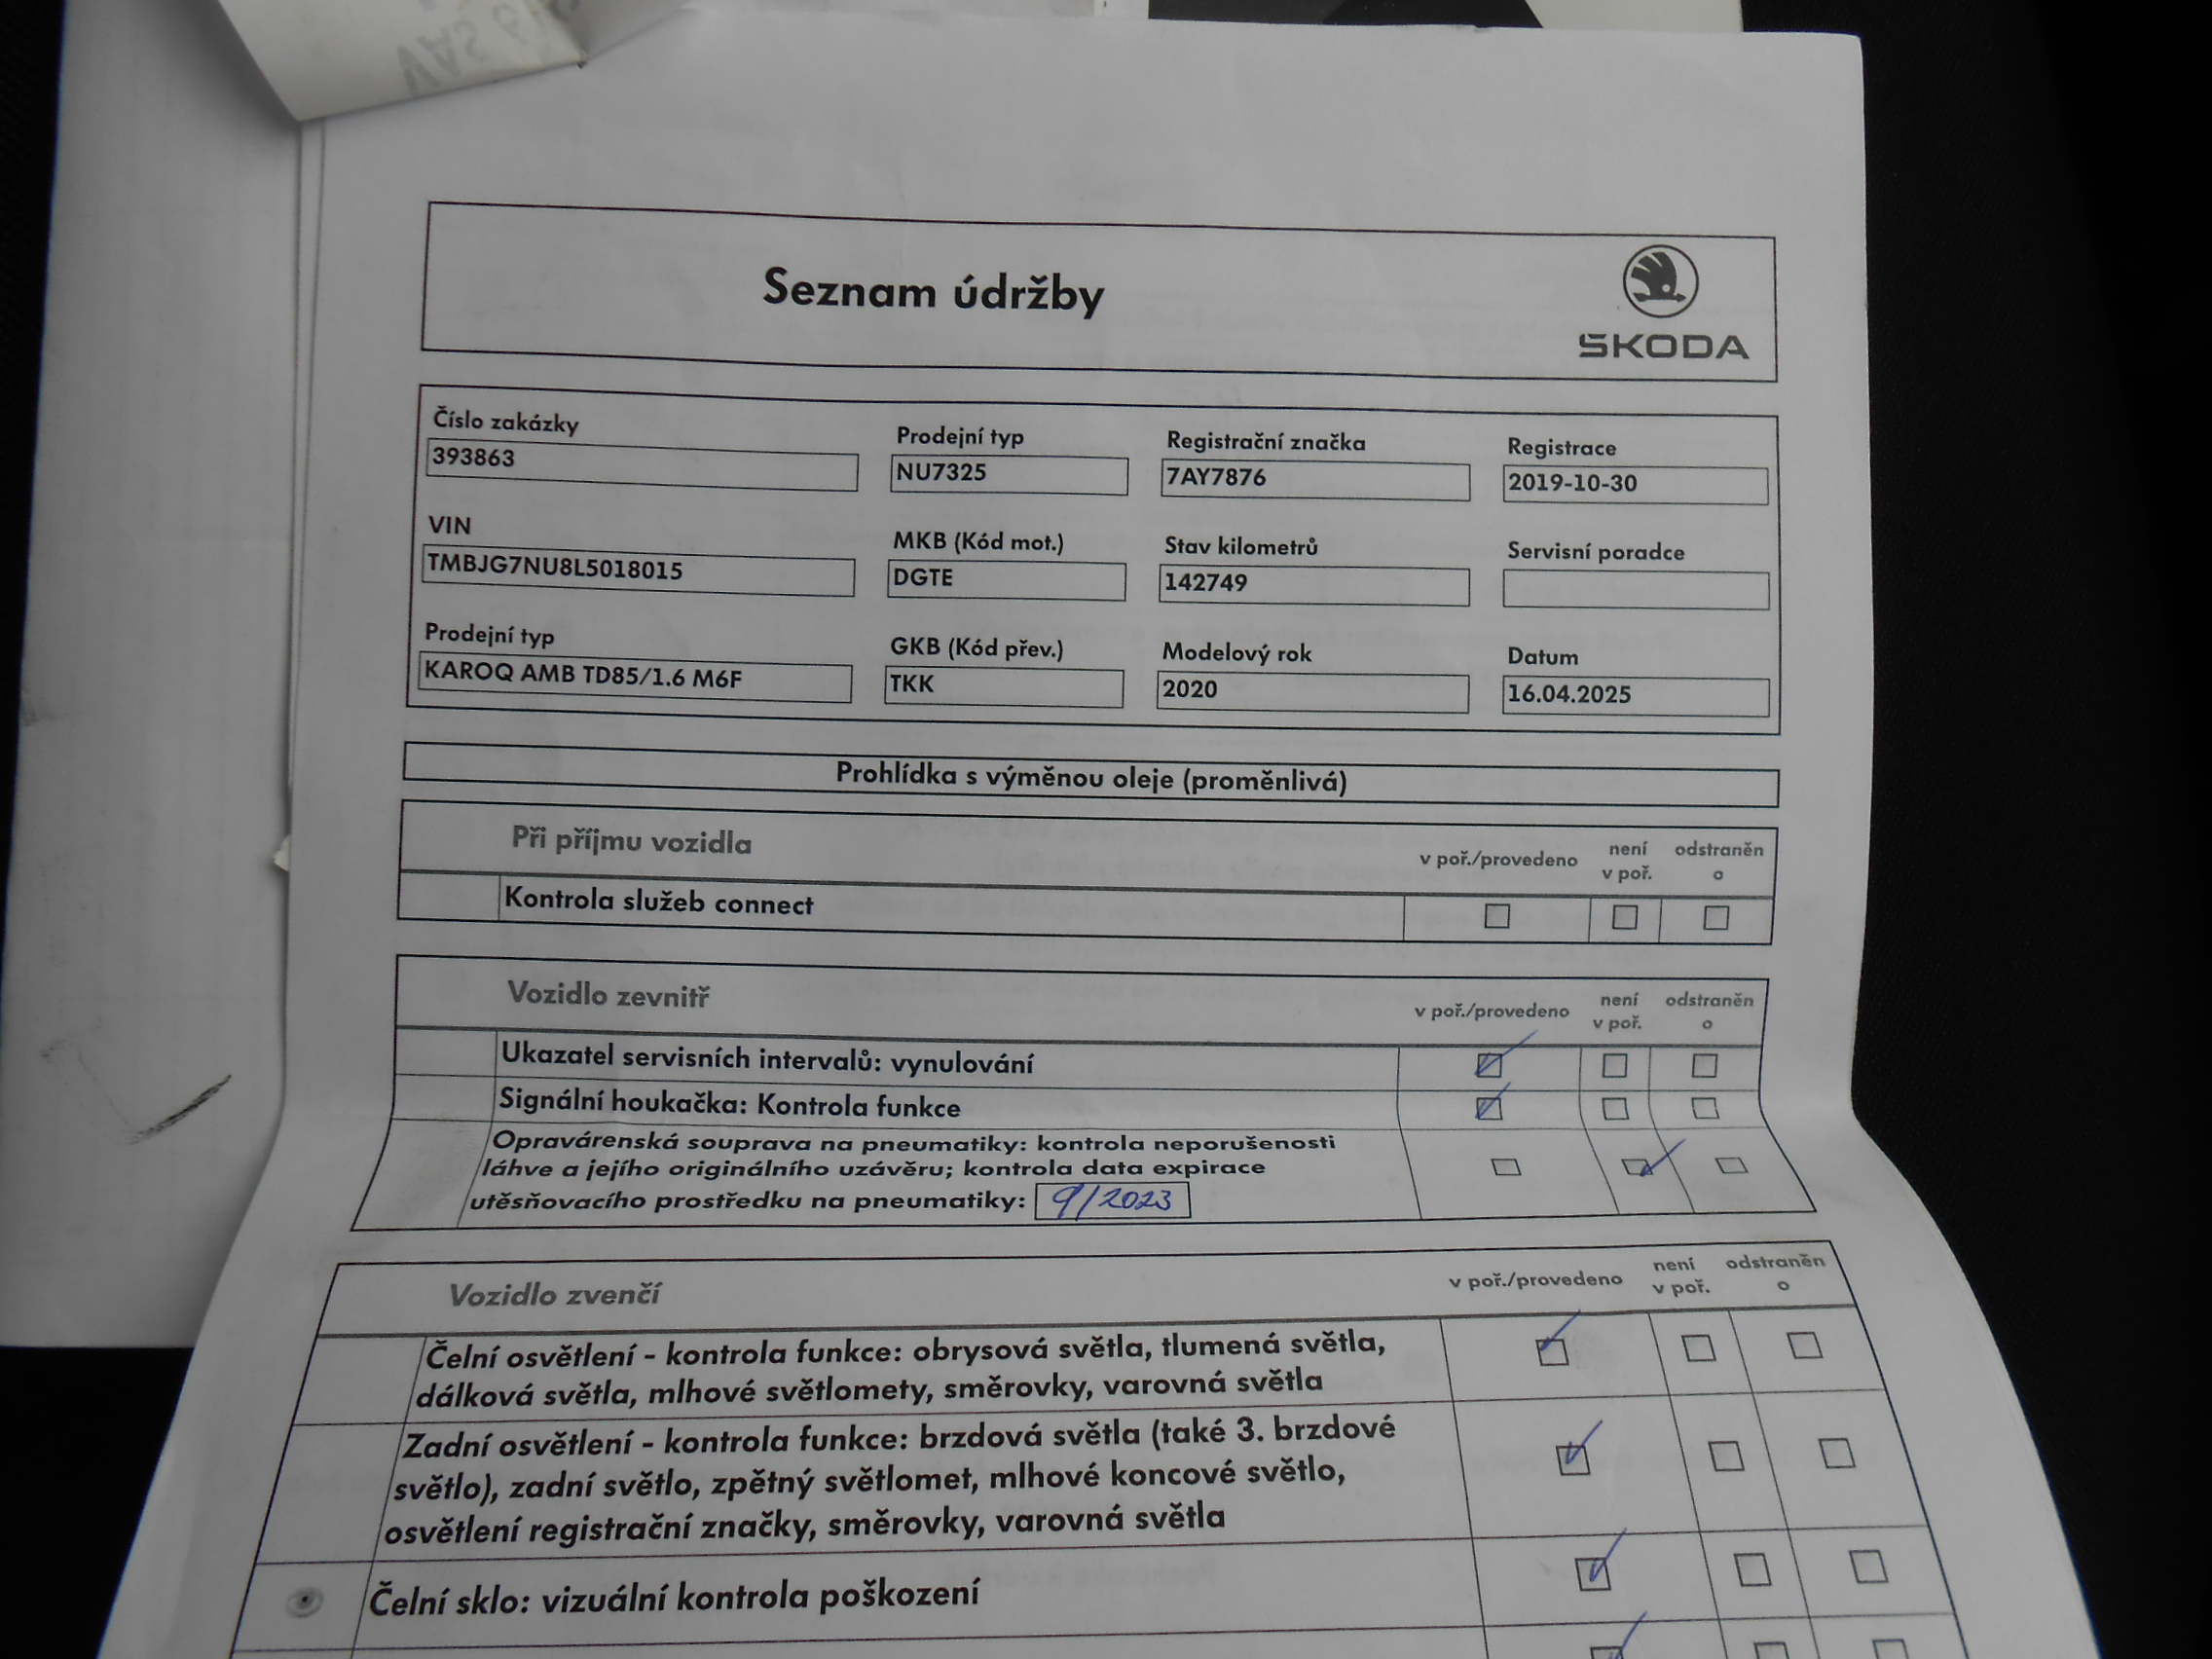 Seznam údržby
ŠKODA
Číslo zakázky
393863
Prodejní typ
NU7325
Registrační značka
7AY7876
Registrace
2019-10-30
VIN
TMBJG7NU8L5018015
MKB (Kód mot.)
DGTE
Stav kilometrů
142749
Servisní poradce
Prodejní typ
KAROQ AMB TD85/1.6 M6F
GKB (Kód přev.)
TKK
Modelový rok
2020
Datum
16.04.2025
Prohlídka s výměnou oleje (proměnlivá)
Při příjmu vozidla
v poř./provedeno
není
v poř.
odstraněn
o
Kontrola služeb connect
Vozidlo zevnitř
v poř./provedeno
není
v poř.
odstraněn
o
Ukazatel servisních intervalů: vynulování
Signální houkačka: Kontrola funkce
Opravárenská souprava na pneumatiky: kontrola neporušenosti
láhve a jejího originálního uzávěru; kontrola data expirace
utěsňovacího prostředku na pneumatiky: 9/2023
Vozidlo zvenčí
v poř./provedeno
není
v poř.
odstraněn
o
Čelní osvětlení - kontrola funkce: obrysová světla, tlumená světla,
dálková světla, mlhové světlomety, směrovky, varovná světla
Zadní osvětlení - kontrola funkce: brzdová světla (také 3. brzdové
světlo), zadní světlo, zpětný světlomet, mlhové koncové světlo,
osvětlení registrační značky, směrovky, varovná světla
Čelní sklo: vizuální kontrola poškození